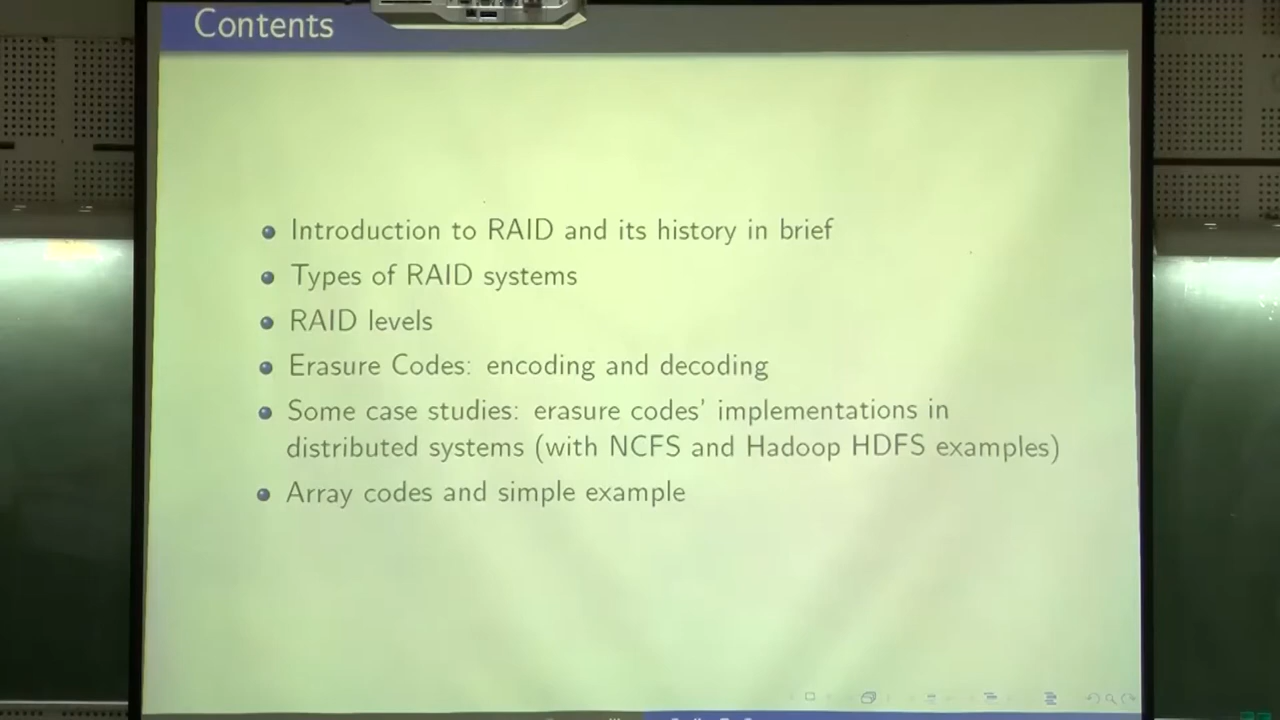 Contents
Introduction to RAID and its history in brief
Types of RAID systems
RAID levels
Erasure Codes: encoding and decoding
Some case studies: erasure codes' implementations in
distributed systems (with NCFS and Hadoop HDFS examples)
Array codes and simple example